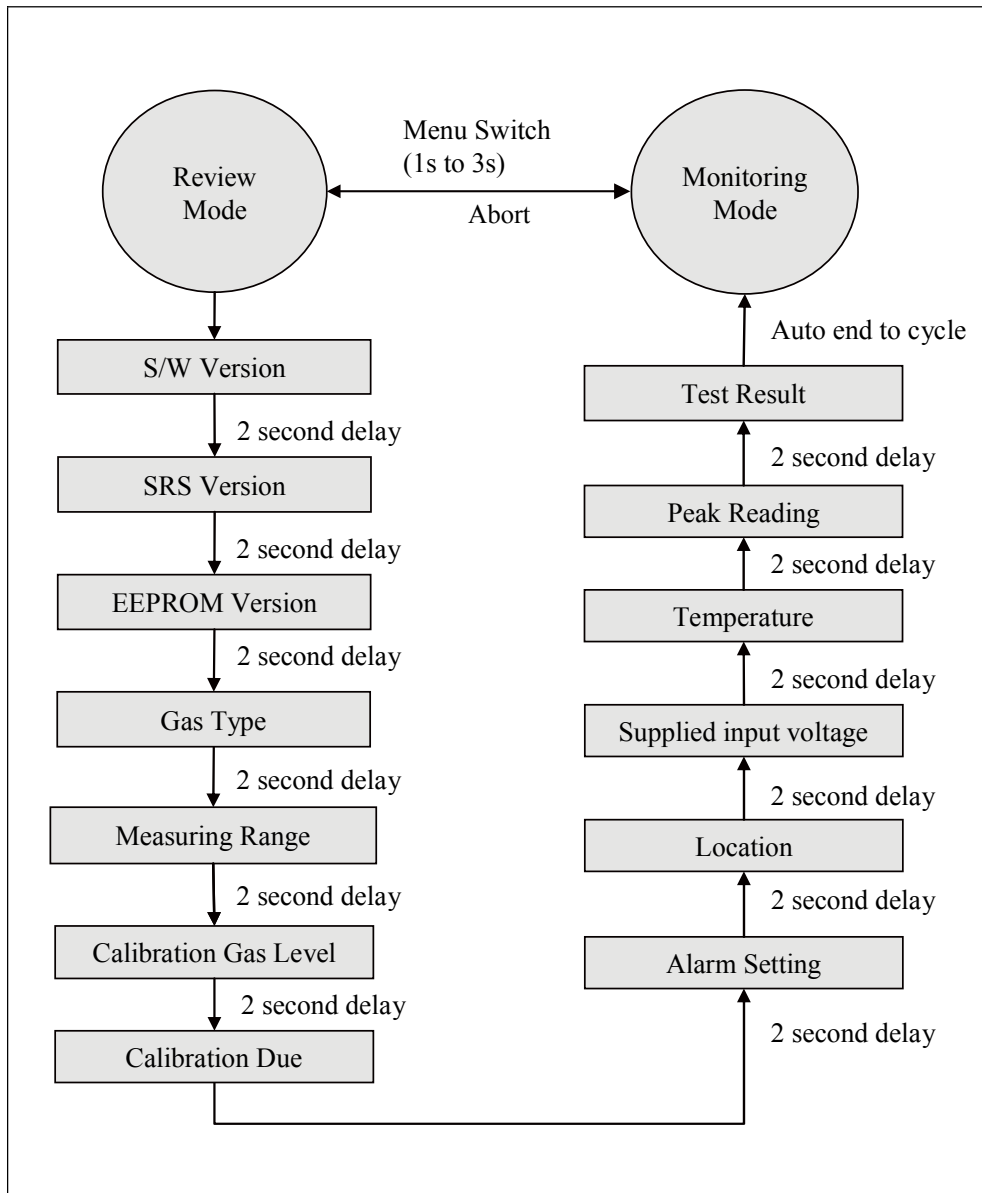 Review
Mode
Menu Switch
(1s to 3s)
Abort
Monitoring
Mode
S/W Version
2 second delay
SRS Version
2 second delay
EEPROM Version
2 second delay
Gas Type
2 second delay
Measuring Range
2 second delay
Calibration Gas Level
2 second delay
Calibration Due
2 second delay
Alarm Setting
2 second delay
Location
2 second delay
Supplied input voltage
2 second delay
Temperature
2 second delay
Peak Reading
2 second delay
Test Result
Auto end to cycle